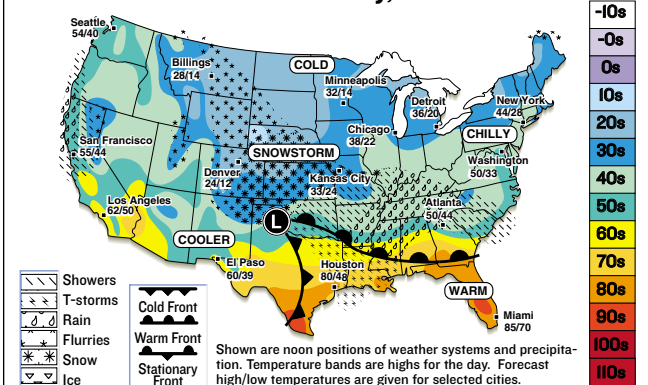 Seattle
54/40
Billings
28/14
COLD
Minneapolis
32/14
Detroit
36/20
New York
44/28
Chicago
38/22
CHILLY
San Francisco
55/44
SNOWSTORM
Washington
50/33
Denver
24/12
Kansas City
33/24
Los Angeles
62/50
Atlanta
50/44
L
COOLER
El Paso
60/39
Houston
80/48
WARM
Miami
85/70
Showers
T-storms
Rain
Flurries
Snow
Ice
Cold Front
Warm Front
Stationary
Front
Shown are noon positions of weather systems and precipita-
tion. Temperature bands are highs for the day. Forecast
high/low temperatures are given for selected cities.
-10s
-0s
0s
10s
20s
30s
40s
50s
60s
70s
80s
90s
100s
110s